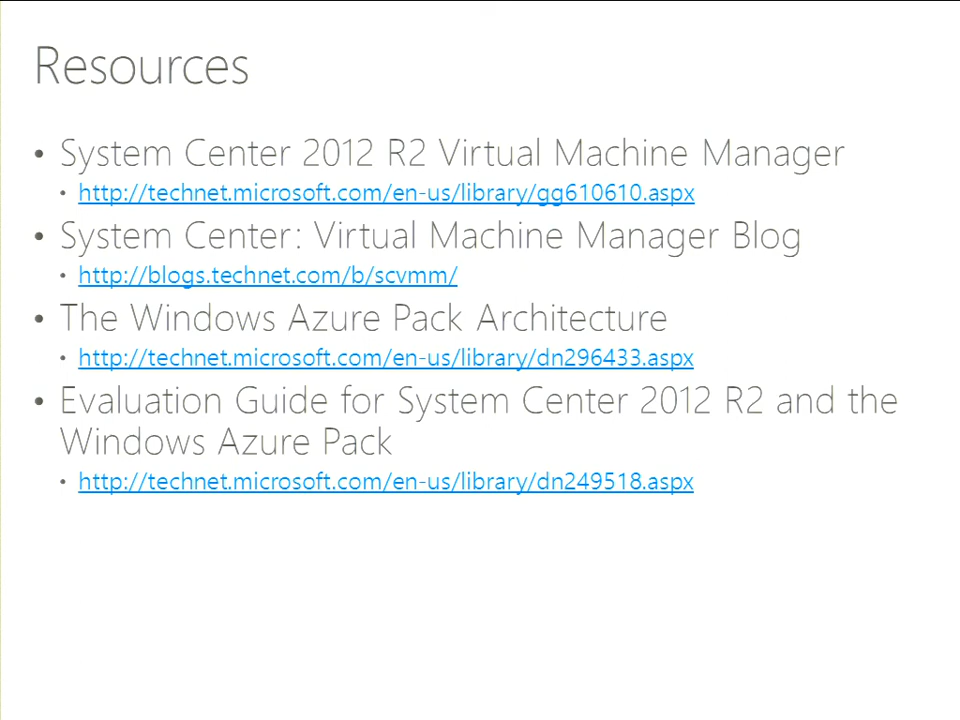 Resources
• System Center 2012 R2 Virtual Machine Manager
• http://technet.microsoft.com/en-us/library/gg610610.aspx
• System Center: Virtual Machine Manager Blog
• http://blogs.technet.com/b/scvmm/
• The Windows Azure Pack Architecture
• http://technet.microsoft.com/en-us/library/dn296433.aspx
• Evaluation Guide for System Center 2012 R2 and the
Windows Azure Pack
• http://technet.microsoft.com/en-us/library/dn249518.aspx